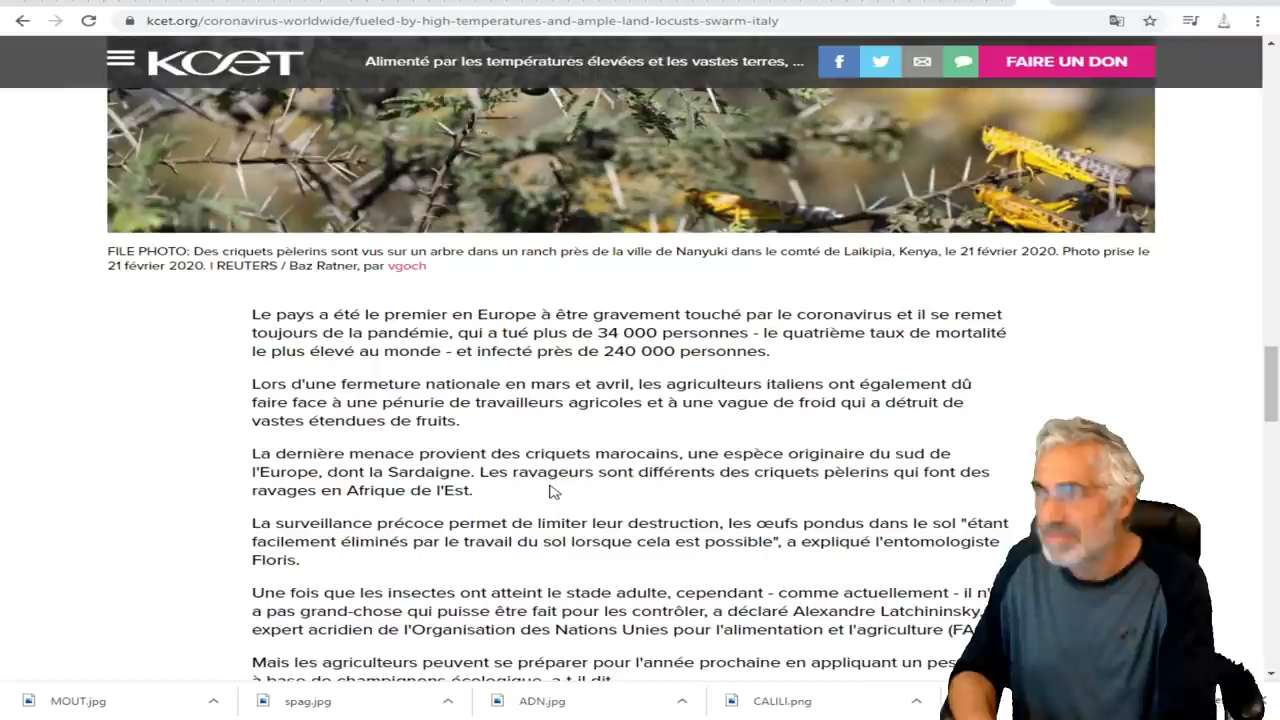 kcet.org/coronavirus-worldwide/fueled-by-high-temperatures-and-ample-land-locusts-swarm-italy
KCET
Alimenté par les températures élevées et les vastes terres, ...
FAIRE UN DON
FILE PHOTO: Des criquets pèlerins sont vus sur un arbre dans un ranch près de la ville de Nanyuki dans le comté de Laikipia, Kenya, le 21 février 2020. Photo prise le
21 février 2020. | REUTERS / Baz Ratner, par vgoch
Le pays a été le premier en Europe à être gravement touché par le coronavirus et il se remet
toujours de la pandémie, qui a tué plus de 34 000 personnes - le quatrième taux de mortalité
le plus élevé au monde - et infecté près de 240 000 personnes.
Lors d'une fermeture nationale en mars et avril, les agriculteurs italiens ont également dû
faire face à une pénurie de travailleurs agricoles et à une vague de froid qui a détruit de
vastes étendues de fruits.
La dernière menace provient des criquets marocains, une espèce originaire du sud de
l'Europe, dont la Sardaigne. Les ravageurs sont différents des criquets pèlerins qui font des
ravages en Afrique de l'Est.
La surveillance précoce permet de limiter leur destruction, les œufs pondus dans le sol "étant
facilement éliminés par le travail du sol lorsque cela est possible", a expliqué l'entomologiste
Floris.
Une fois que les insectes ont atteint le stade adulte, cependant - comme actuellement - il n'
a pas grand-chose qui puisse être fait pour les contrôler, a déclaré Alexandre Latchininsky,
expert acridien de l'Organisation des Nations Unies pour l'alimentation et l'agriculture (FA
Mais les agriculteurs peuvent se préparer pour l'année prochaine en appliquant un pes
à base de champignons écologique, a-t-il dit.
MOUT.jpg
spag.jpg
ADN.jpg
CALILI.png